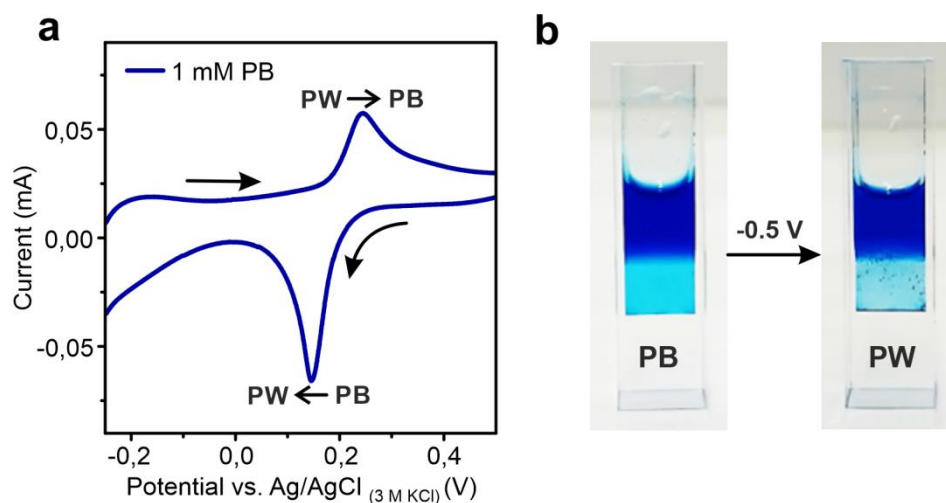 a
1 mM PB
PW → PB
0,05
0,00
-0,05
Current (mA)
PW ← PB
-0,2 0,0 0,2 0,4
Potential vs. Ag/AgCl (3 M KCl) (V)
b
-0.5 V
PB
PW